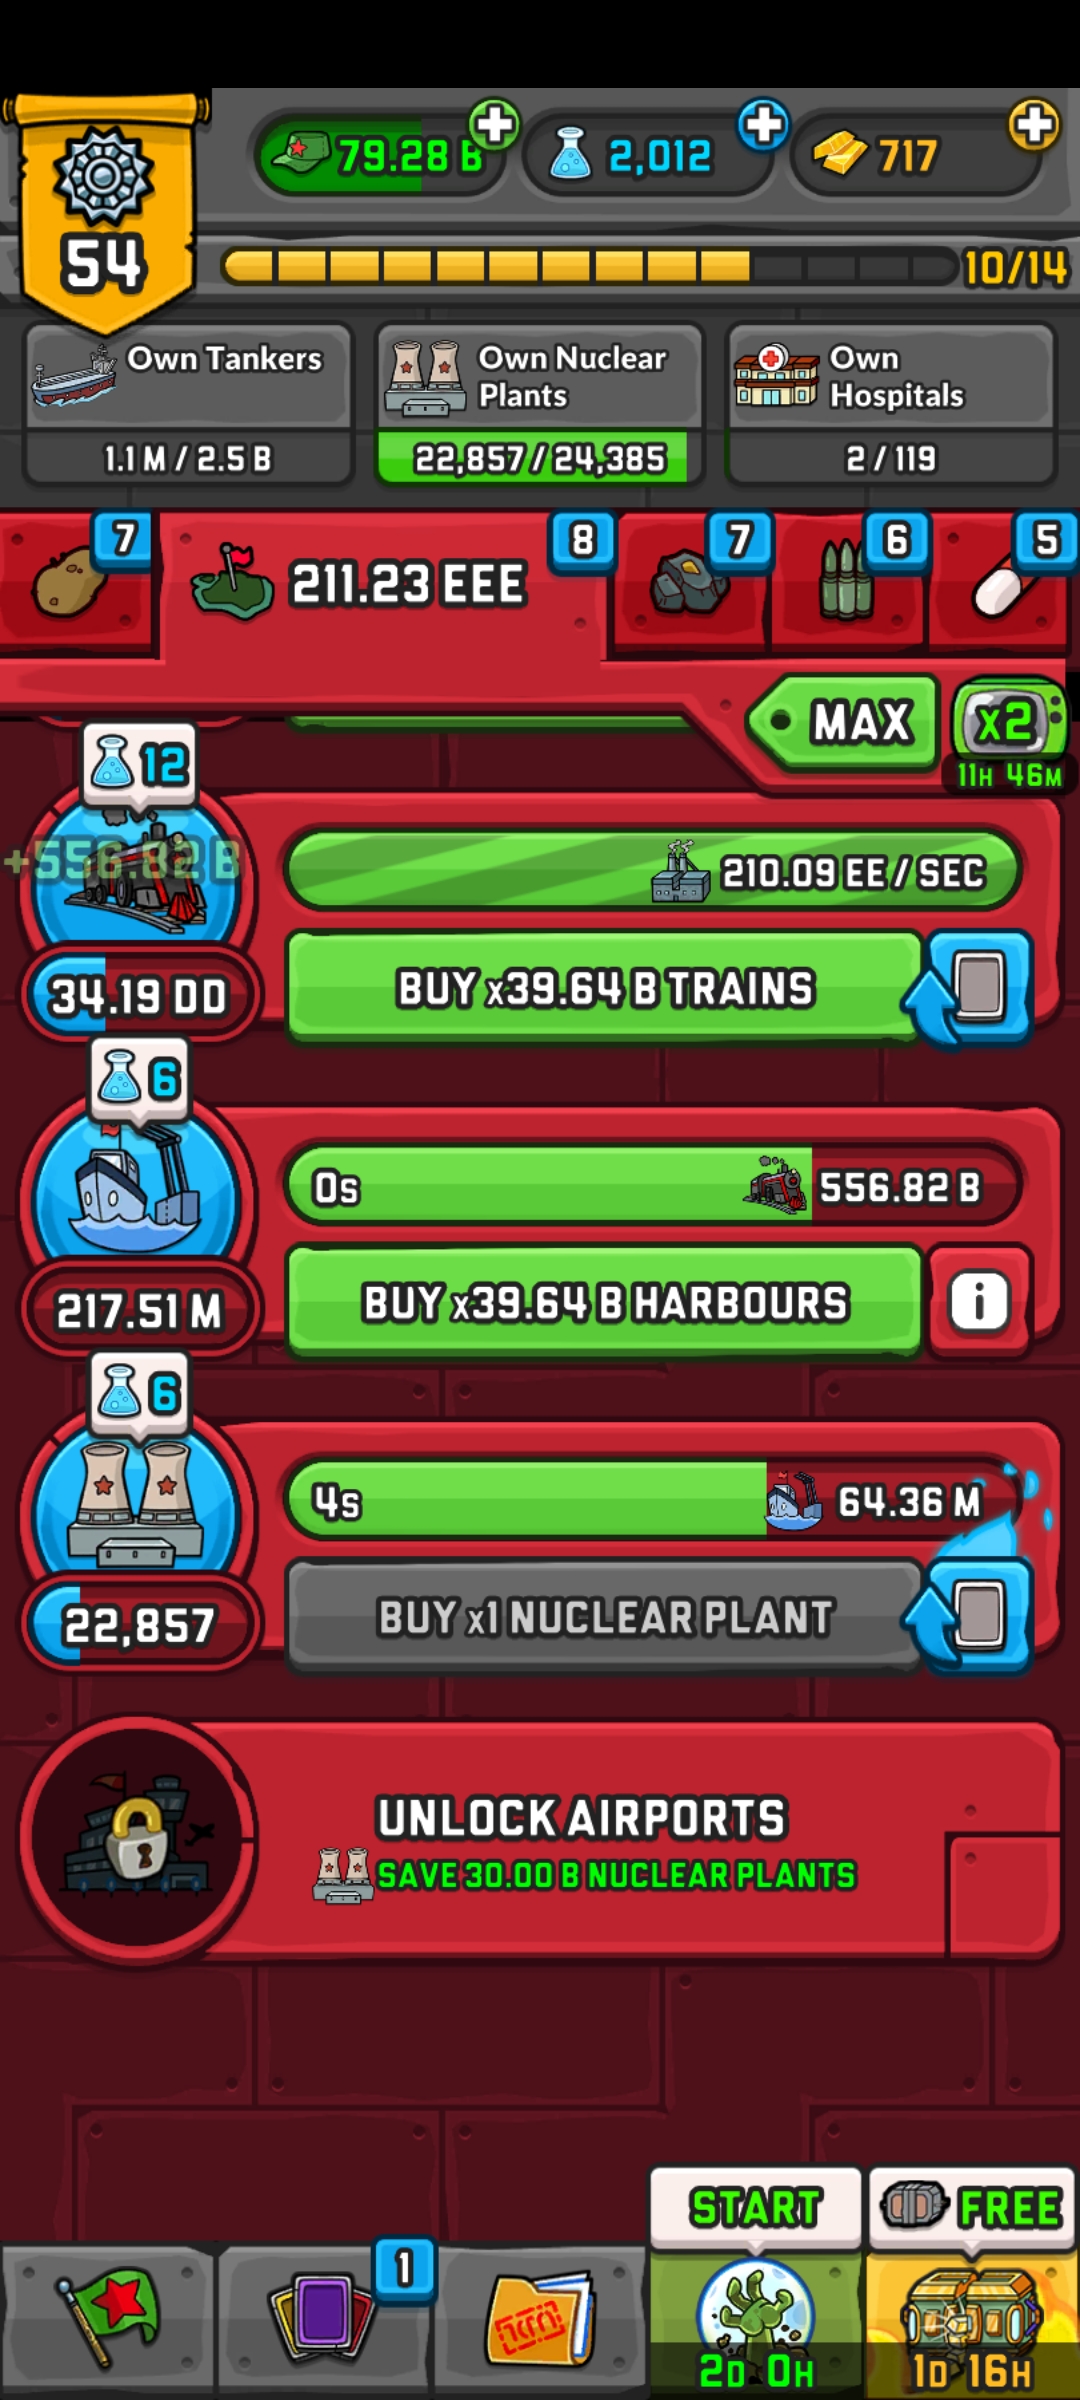 79.28 B
2,012
717
54
10/14
Own Tankers
1.1 M / 2.5 B
Own Nuclear
Plants
22,857 / 24,385
Own
Hospitals
2 / 119
7
211.23 EEE
8
7
6
5
MAX
x2
11H 46M
12
+556.82 B
210.09 EE / SEC
34.19 DD
BUY x39.64 B TRAINS
6
0s
556.82 B
217.51 M
BUY x39.64 B HARBOURS
i
6
4s
64.36 M
22,857
BUY x1 NUCLEAR PLANT
UNLOCK AIRPORTS
SAVE 30.00 B NUCLEAR PLANTS
START
FREE
1
2D 0H
1D 16H